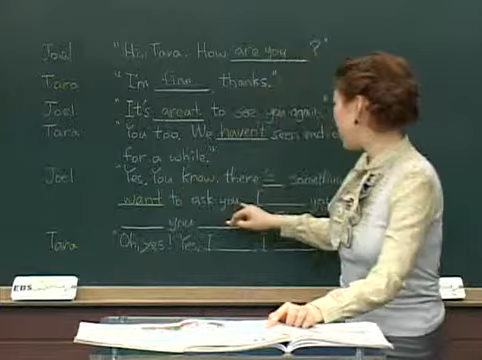 Joel "Hi, Tara. How are you ?"
Tara "I'm fine thanks."
Joel "It's great to see you again.
Tara "You too. We haven't seen
for a while."
Joel "Yes. You know, there is something
want to ask you. I
you
Tara "Oh, yes! Yes, I I
EBS